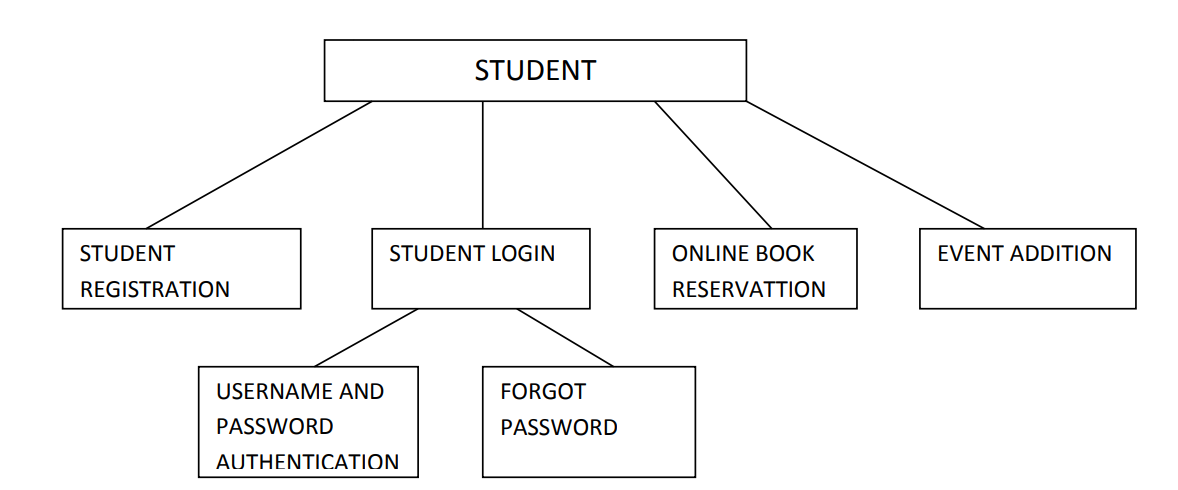 STUDENT
STUDENT
REGISTRATION
STUDENT LOGIN
ONLINE BOOK
RESERVATTION
EVENT ADDITION
USERNAME AND
PASSWORD
AUTHENTICATION
FORGOT
PASSWORD